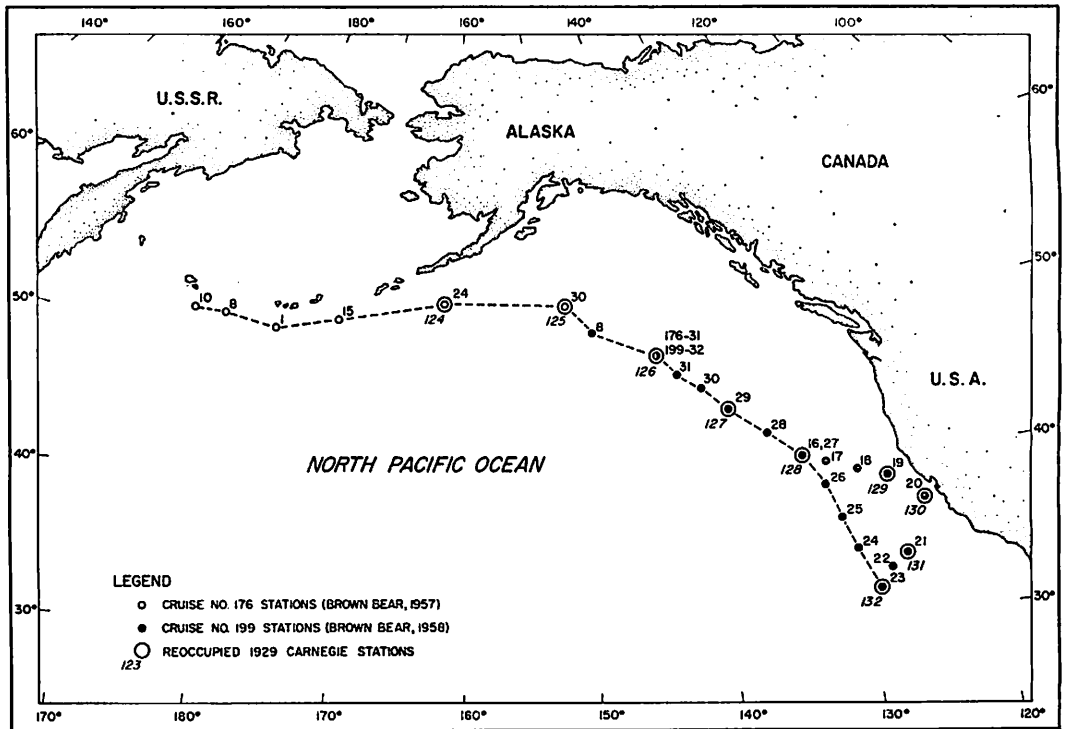 140° 160° 180° 160° 140° 120° 100°
U.S.S.R.
ALASKA
CANADA
U.S.A.
60° 60°
50° 50°
40° 40°
30° 30°
10 8 1 15 24 30
124 125
8
176-31
199-32
126
31 30 29
127
28
16,27
128
17 18 19
129
20
130
26
25
24
22
21
131
23
132
NORTH PACIFIC OCEAN
LEGEND
CRUISE NO. 176 STATIONS (BROWN BEAR, 1957)
CRUISE NO. 199 STATIONS (BROWN BEAR, 1958)
123 REOCCUPIED 1929 CARNEGIE STATIONS
170° 180° 170° 160° 150° 140° 130° 120°